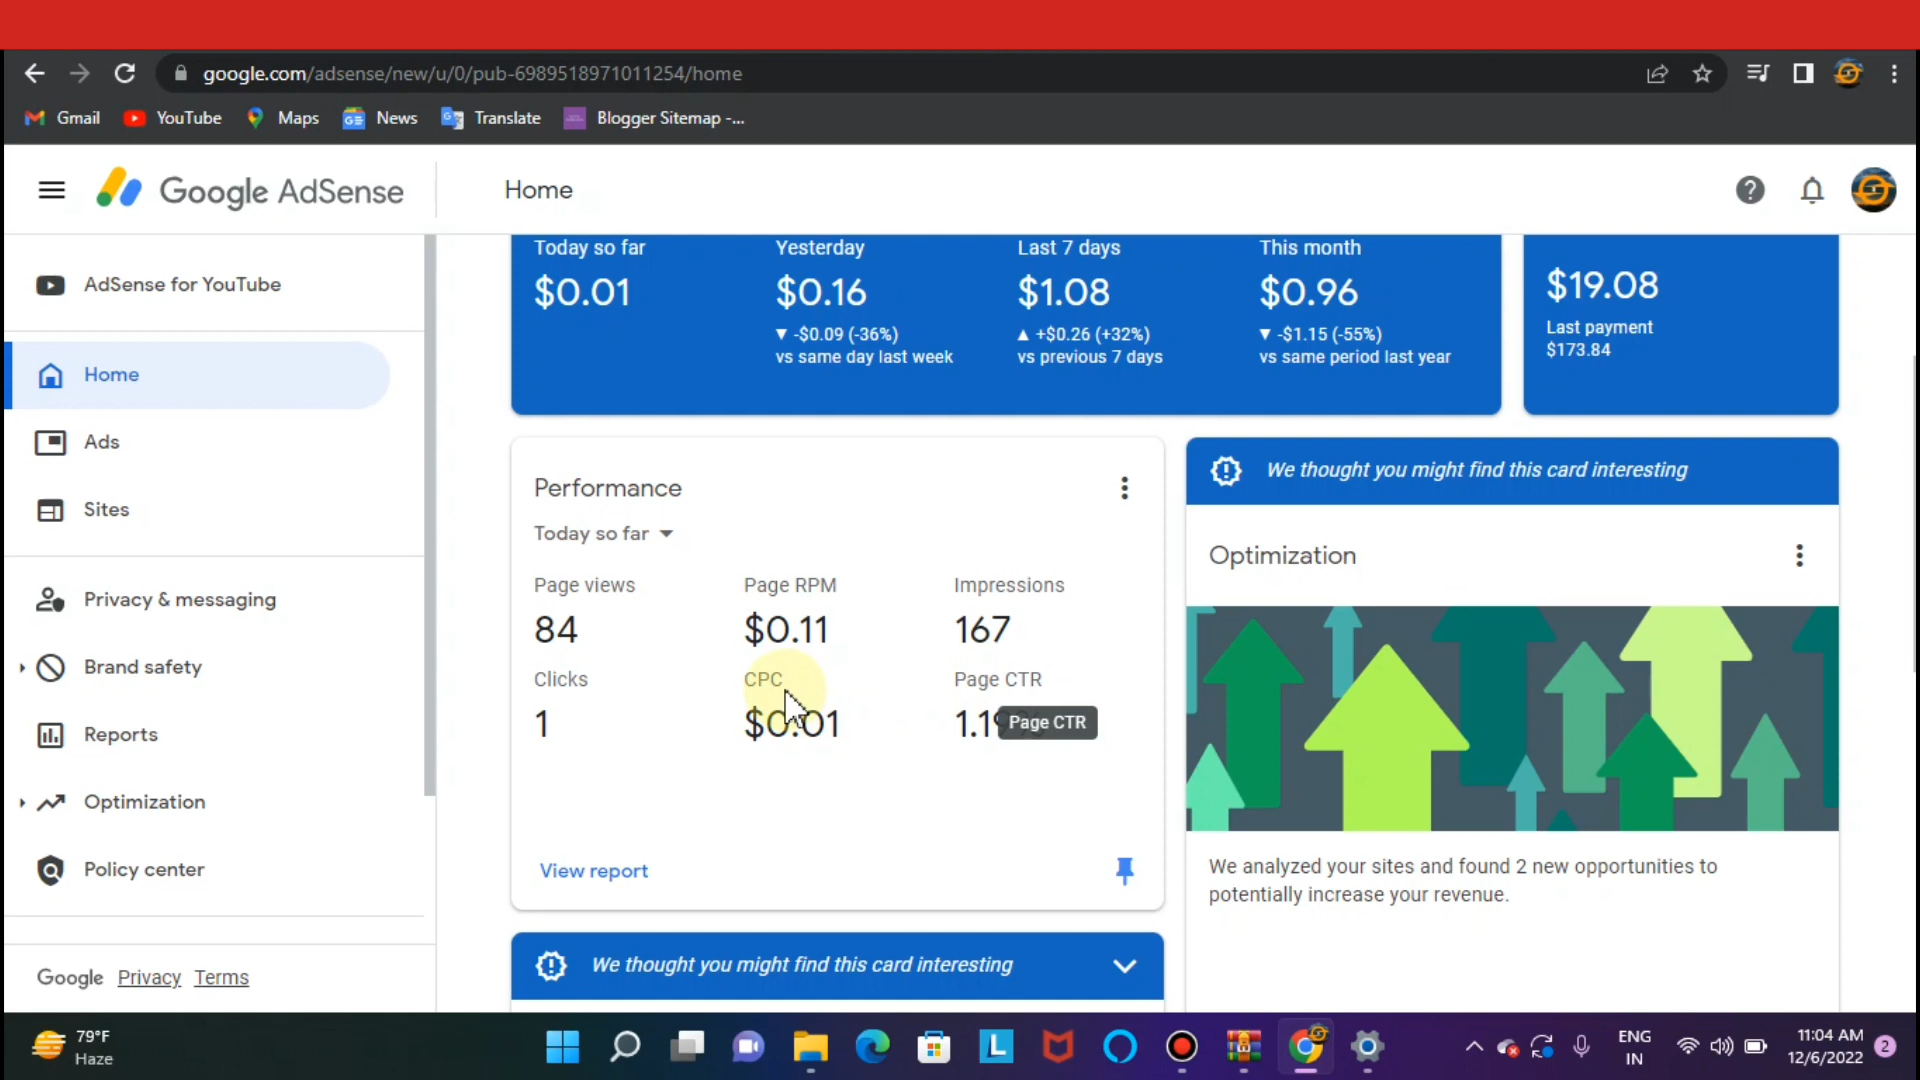 google.com/adsense/new/u/0/pub-6989518971011254/home
Gmail YouTube Maps News Translate Blogger Sitemap -...
Google AdSense
Home
AdSense for YouTube
Home
Ads
Sites
Privacy & messaging
Brand safety
Reports
Optimization
Policy center
Google Privacy Terms
Today so far
$0.01
Yesterday
$0.16
-$0.09 (-36%)
vs same day last week
Last 7 days
$1.08
+$0.26 (+32%)
vs previous 7 days
This month
$0.96
-$1.15 (-55%)
vs same period last year
$19.08
Last payment
$173.84
Performance
Today so far
Page views
84
Page RPM
$0.11
Impressions
167
Clicks
1
CPC
$0.01
Page CTR
Page CTR
View report
We thought you might find this card interesting
We thought you might find this card interesting
Optimization
We analyzed your sites and found 2 new opportunities to
potentially increase your revenue.
79°F
Haze
L
ENG
IN
11:04 AM
12/6/2022
2